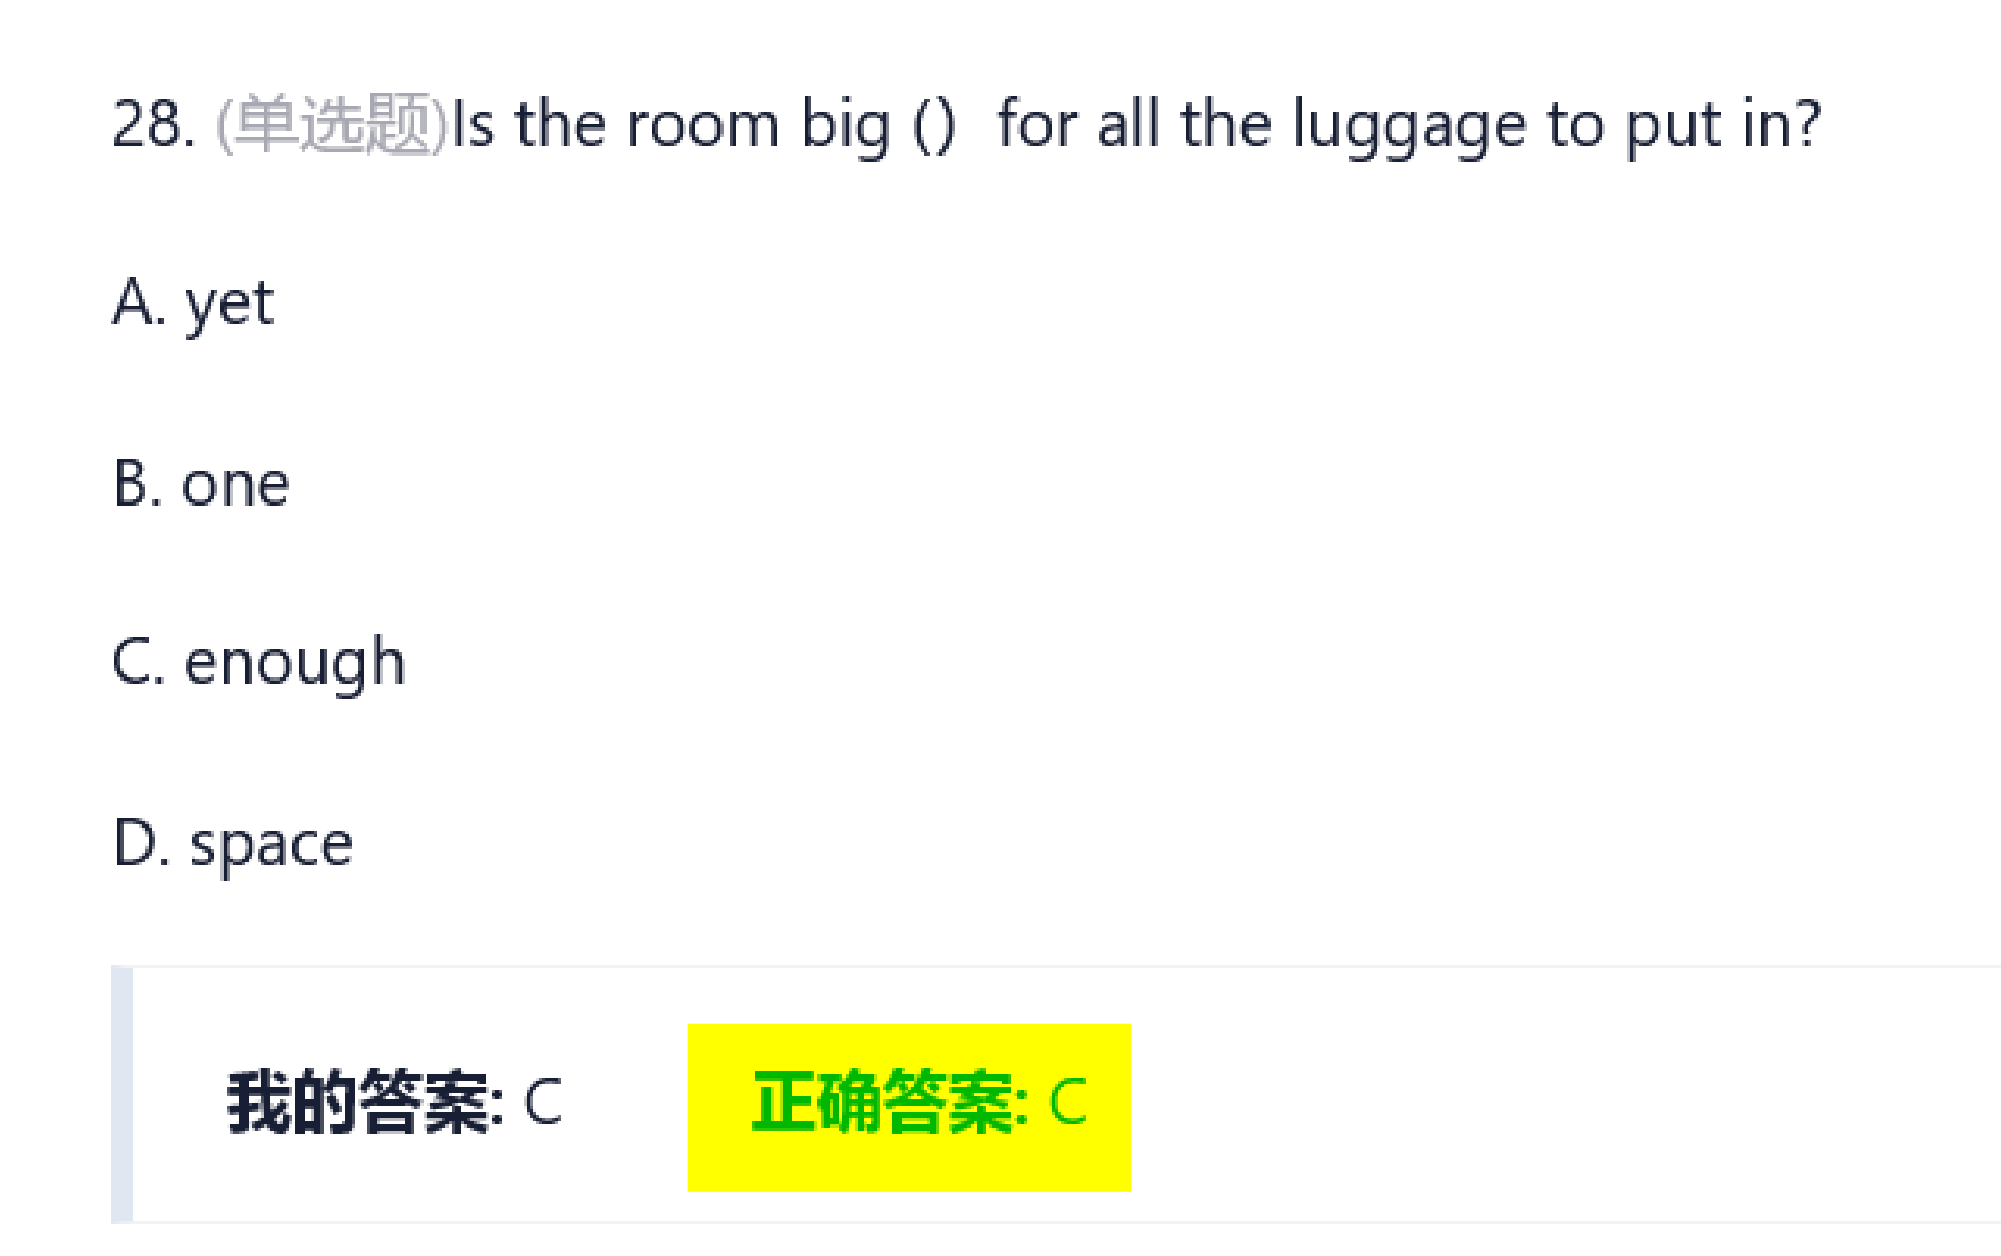 28. (单选题)Is the room big ()  for all the luggage to put in?
A. yet
B. one
C. enough
D. space
我的答案: C 正确答案: C